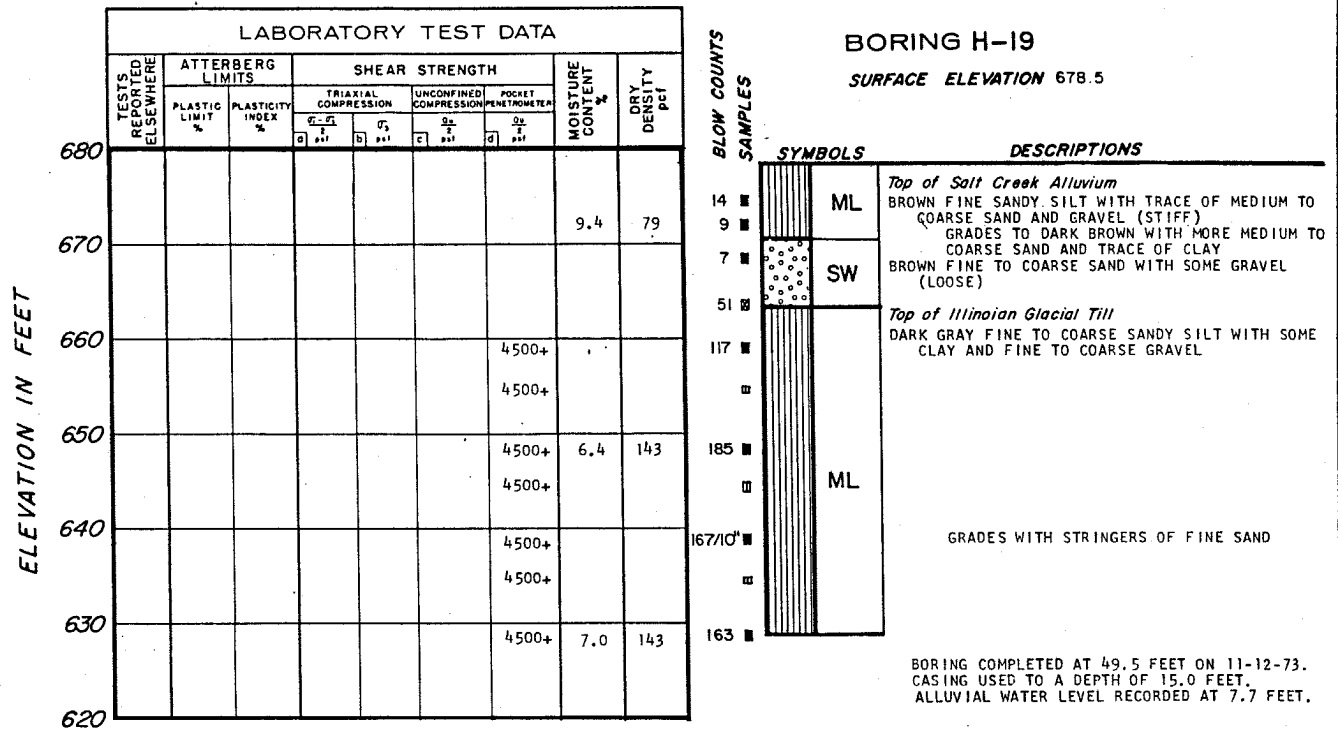 LABORATORY TEST DATA
TESTS REPORTED ELSEWHERE
ATTERBERG LIMITS
PLASTIC LIMIT %
PLASTICITY INDEX %
SHEAR STRENGTH
TRIAXIAL COMPRESSION
UNCONFINED COMPRESSION
POCKET PENETROMETER
a
b
c
d
MOISTURE CONTENT %
DRY DENSITY pcf
ELEVATION IN FEET
680
670
660
650
640
630
620
9.4 79
4500+
4500+
4500+ 6.4 143
4500+
4500+
4500+
4500+ 7.0 143
BLOW COUNTS
SAMPLES
14
9
7
51
117
185
167/10"
163
BORING H-19
SURFACE ELEVATION 678.5
SYMBOLS
DESCRIPTIONS
ML
SW
ML
Top of Salt Creek Alluvium
BROWN FINE SANDY SILT WITH TRACE OF MEDIUM TO
COARSE SAND AND GRAVEL (STIFF)
GRADES TO DARK BROWN WITH MORE MEDIUM TO
COARSE SAND AND TRACE OF CLAY
BROWN FINE TO COARSE SAND WITH SOME GRAVEL
(LOOSE)
Top of Illinoian Glacial Till
DARK GRAY FINE TO COARSE SANDY SILT WITH SOME
CLAY AND FINE TO COARSE GRAVEL
GRADES WITH STRINGERS OF FINE SAND
BORING COMPLETED AT 49.5 FEET ON 11-12-73.
CASING USED TO A DEPTH OF 15.0 FEET.
ALLUVIAL WATER LEVEL RECORDED AT 7.7 FEET.